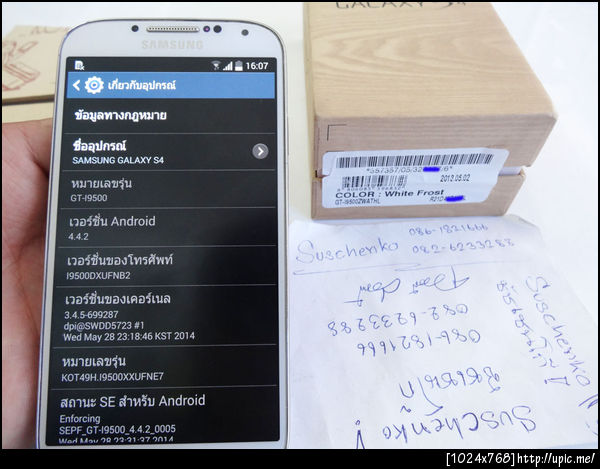 GALAXY S4
SAMSUNG
16:07
เกี่ยวกับอุปกรณ์
ข้อมูลทางกฎหมาย
ชื่ออุปกรณ์
SAMSUNG GALAXY S4
หมายเลขรุ่น
GT-I9500
เวอร์ชั่น Android
4.4.2
เวอร์ชั่นของโทรศัพท์
I9500DXUFNB2
เวอร์ชั่นของเคอร์เนล
3.4.5-699287
dpi@SWDD5723 #1
Wed May 28 23:18:46 KST 2014
หมายเลขรุ่น
KOT49H.I9500XXUFNE7
สถานะ SE สำหรับ Android
Enforcing
SEPF_GT-I9500_4.4.2_0005
Wed May 28 23:31:37 2014
2013.05.02
COLOR : White Frost
GT-I9500ZWATHL
Suschenko
086-1821666
082-6233288
082-6233288
086-1821666
Suschenko
Suschenko!
[1024x768]http://upic.me/